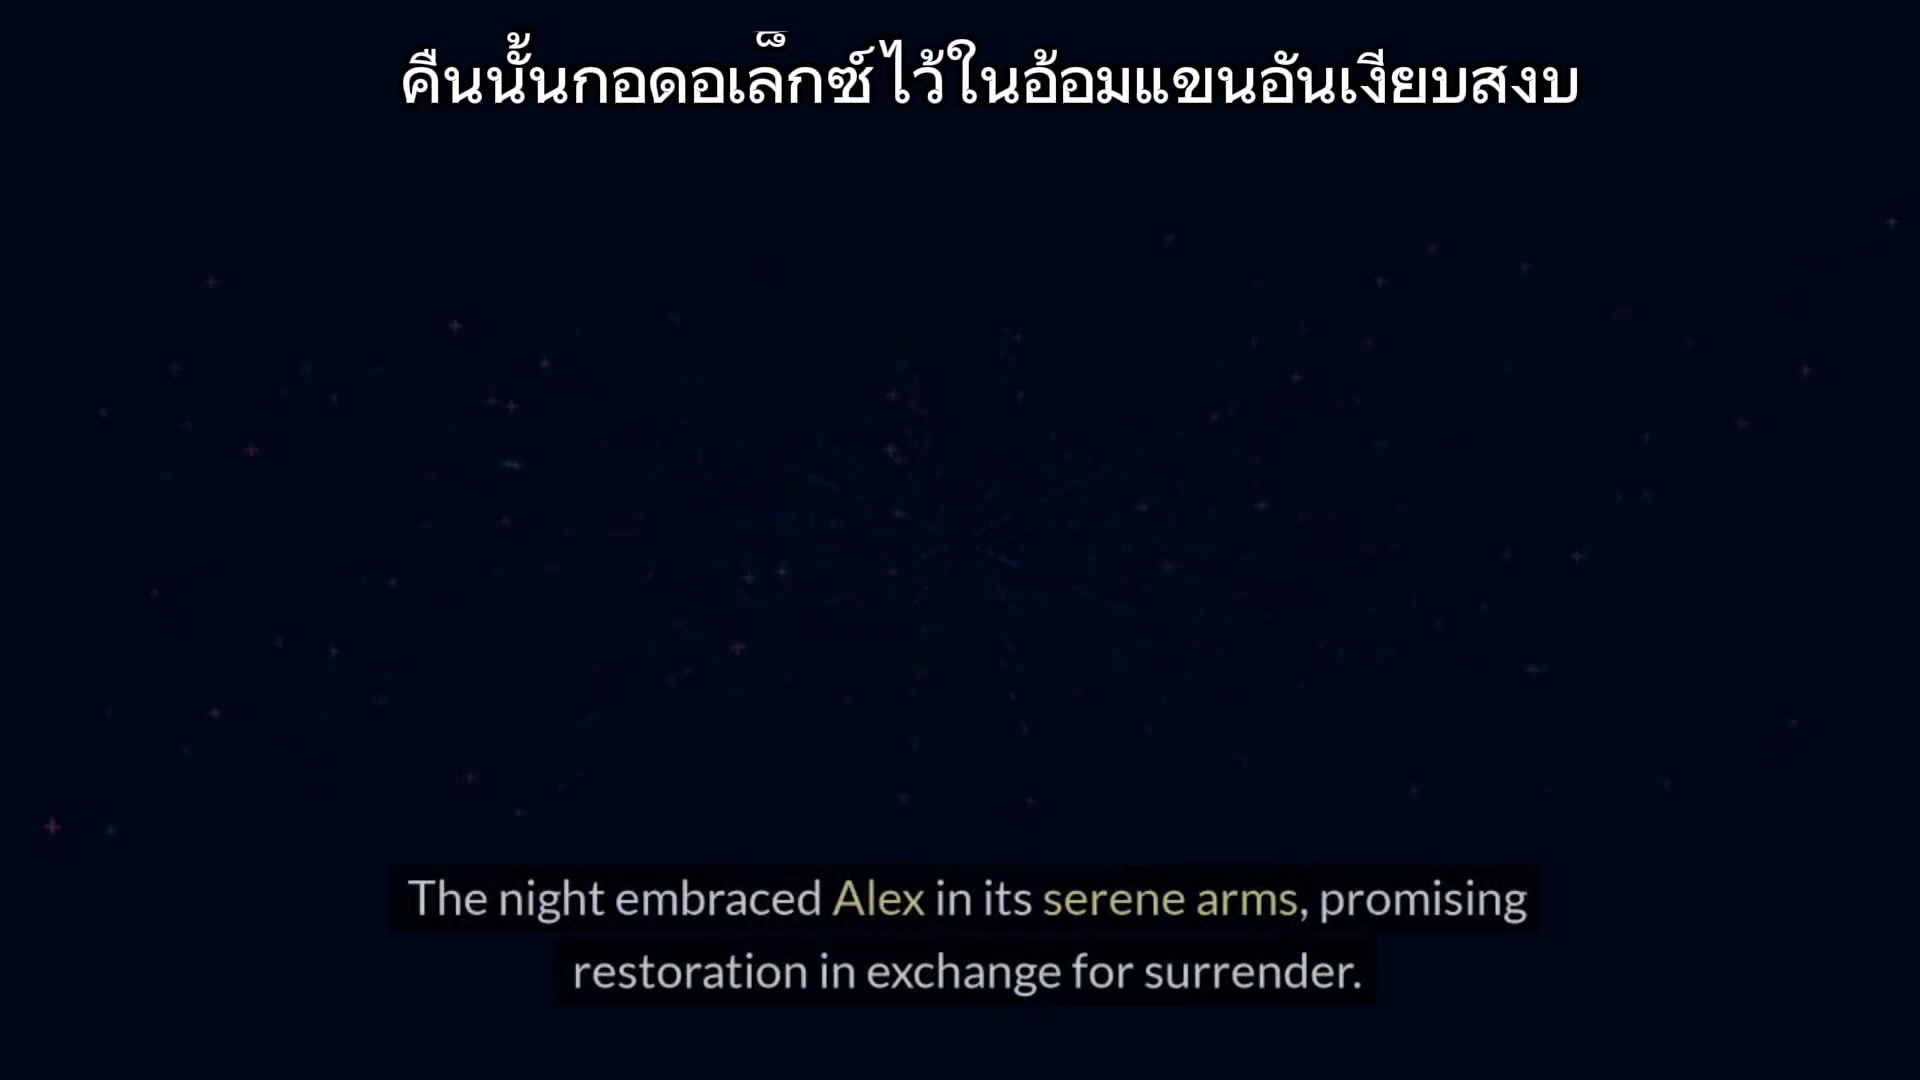 คืนนั้นกอดอเล็กซ์ไว้ในอ้อมแขนอันเงียบสงบ
The night embraced Alex in its serene arms, promising
restoration in exchange for surrender.